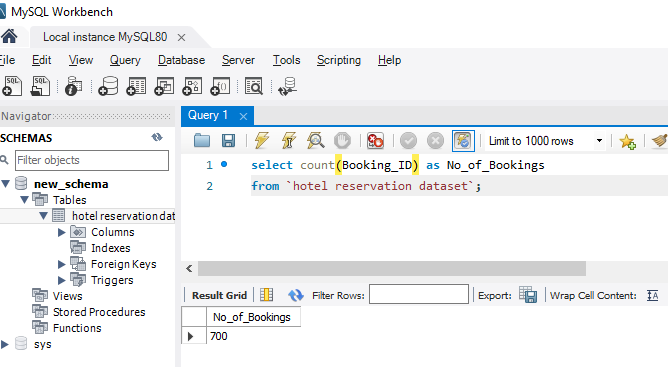 MySQL Workbench
Local instance MySQL80 ×
File Edit View Query Database Server Tools Scripting Help
Navigator
SCHEMAS
Filter objects
new_schema
Tables
hotel reservation dat
Columns
Indexes
Foreign Keys
Triggers
Views
Stored Procedures
Functions
sys
Query 1 ×
Limit to 1000 rows
1 select count(Booking_ID) as No_of_Bookings
2 from `hotel reservation dataset`;
Result Grid Filter Rows: Export: Wrap Cell Content:
No_of_Bookings
700